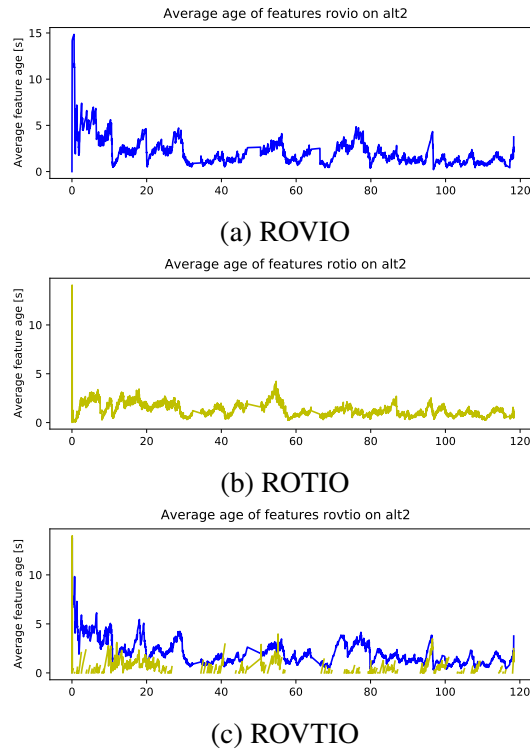 Average age of features rovio on alt2
Average feature age [s]
15
10
5
0
0 20 40 60 80 100 120
(a) ROVIO
Average age of features rotio on alt2
Average feature age [s]
10
5
0
0 20 40 60 80 100 120
(b) ROTIO
Average age of features rovtio on alt2
Average feature age [s]
10
5
0
0 20 40 60 80 100 120
(c) ROVTIO